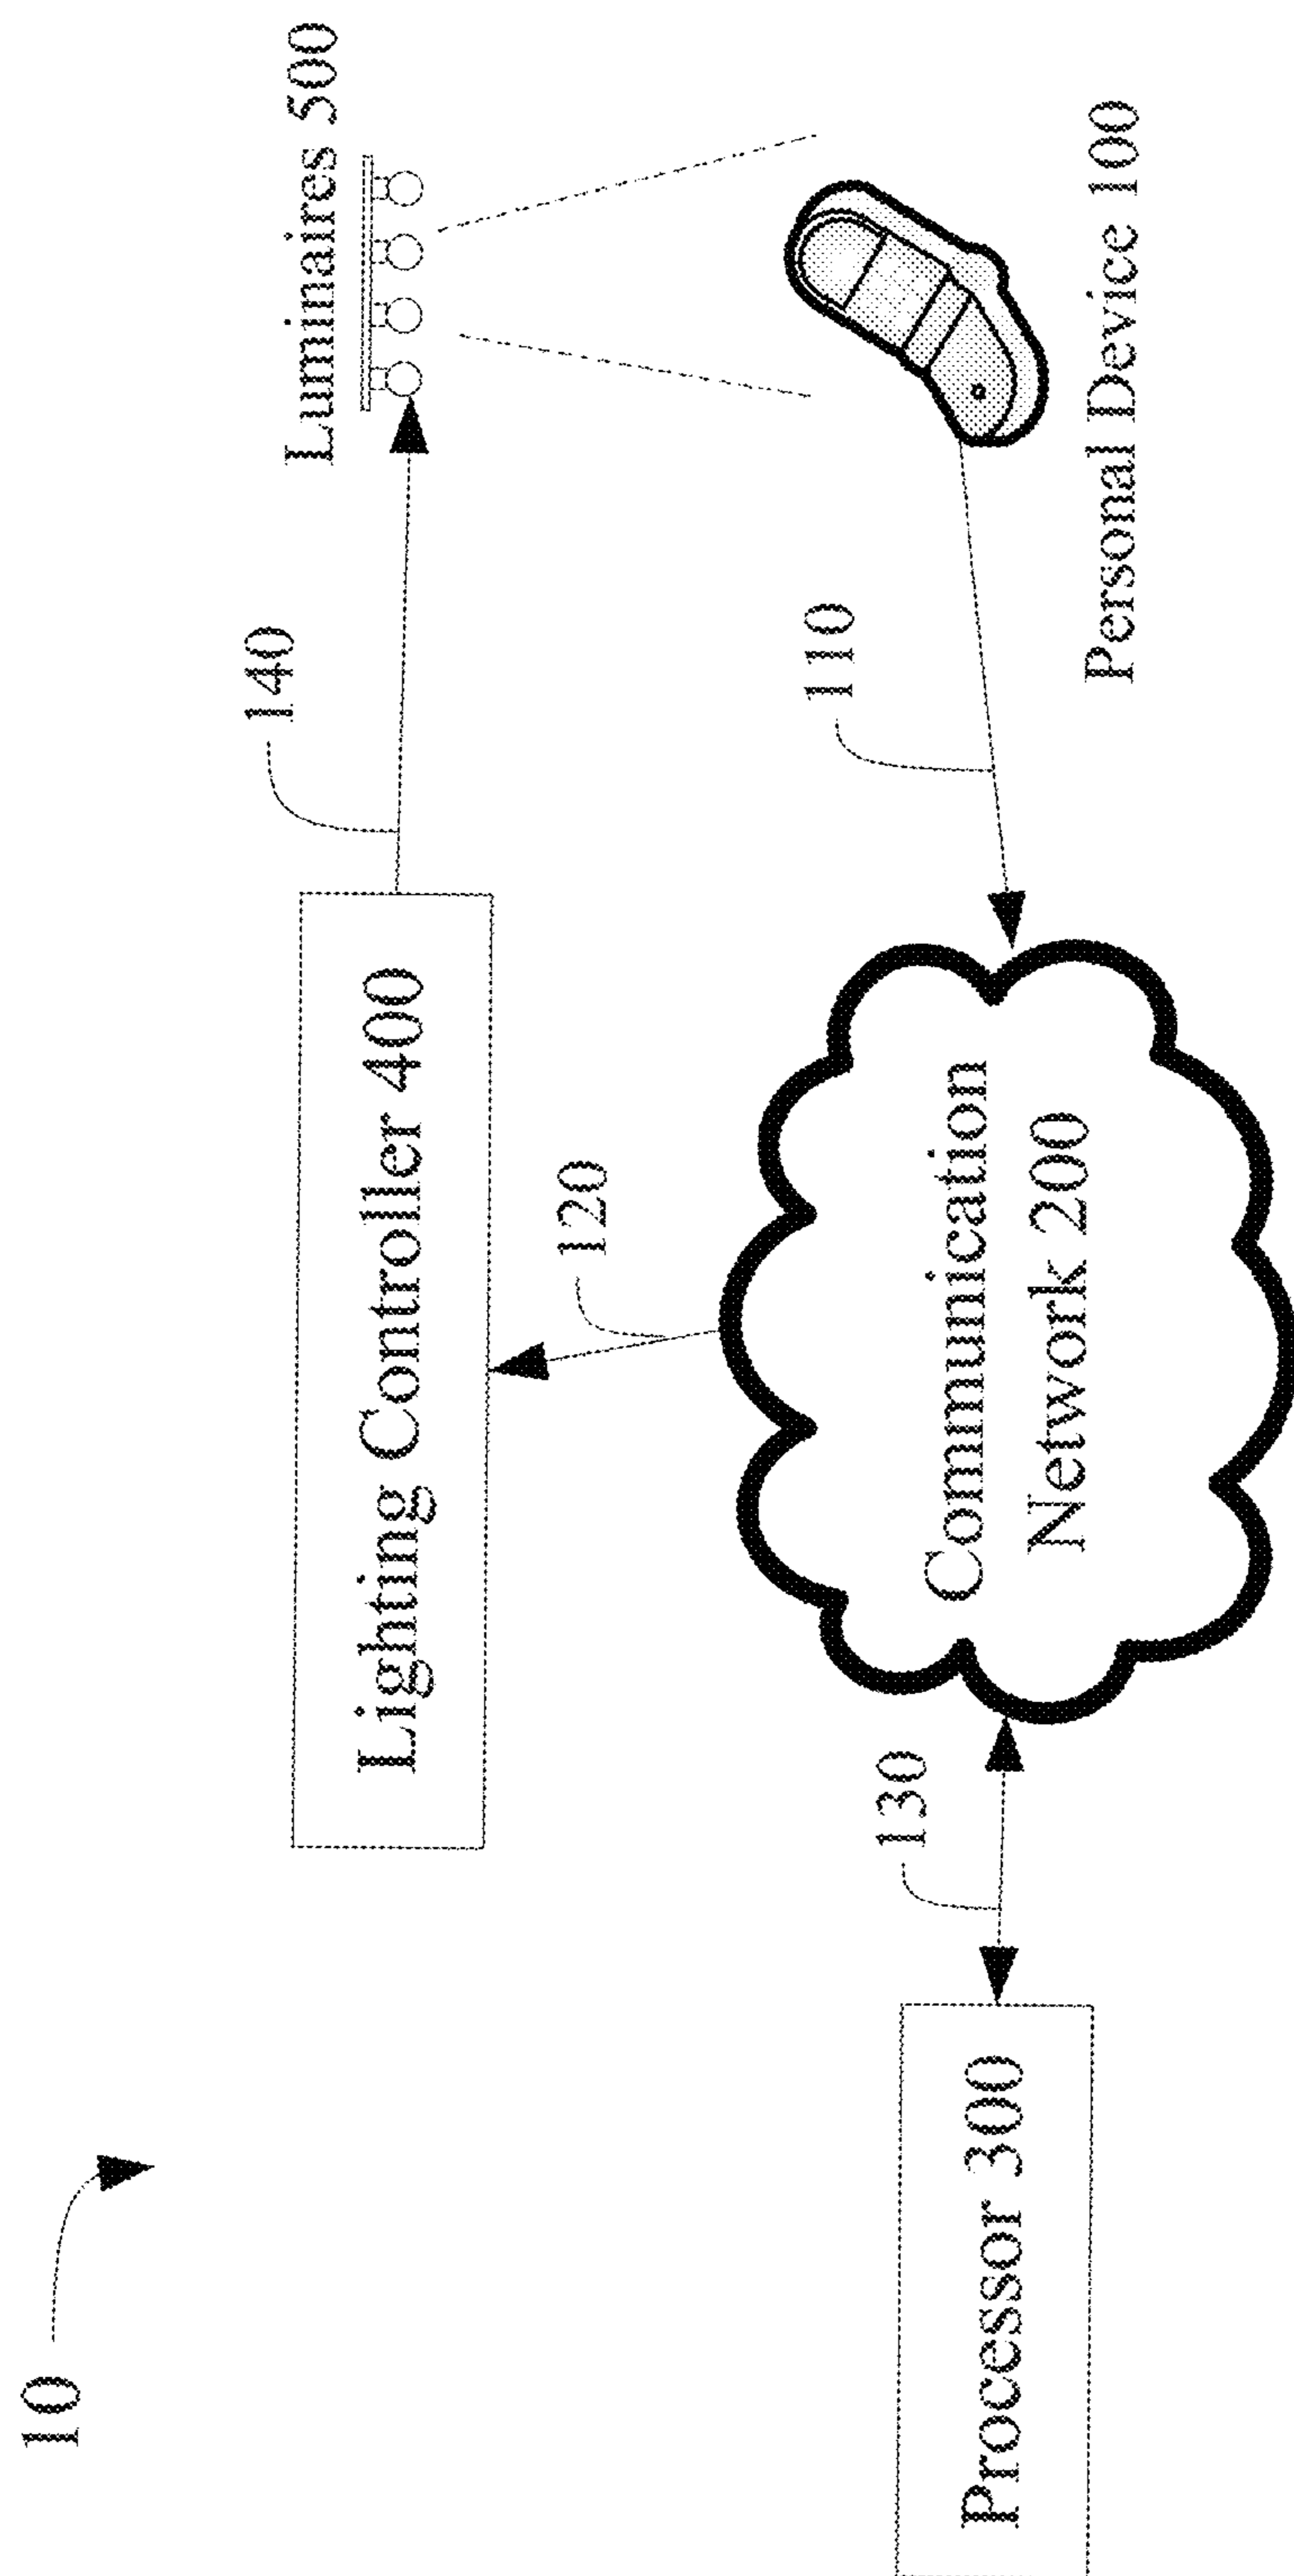 10
Luminaires 500
140
Lighting Controller 400
120
110
Personal Device 100
Communication
Network 200
130
Processor 300